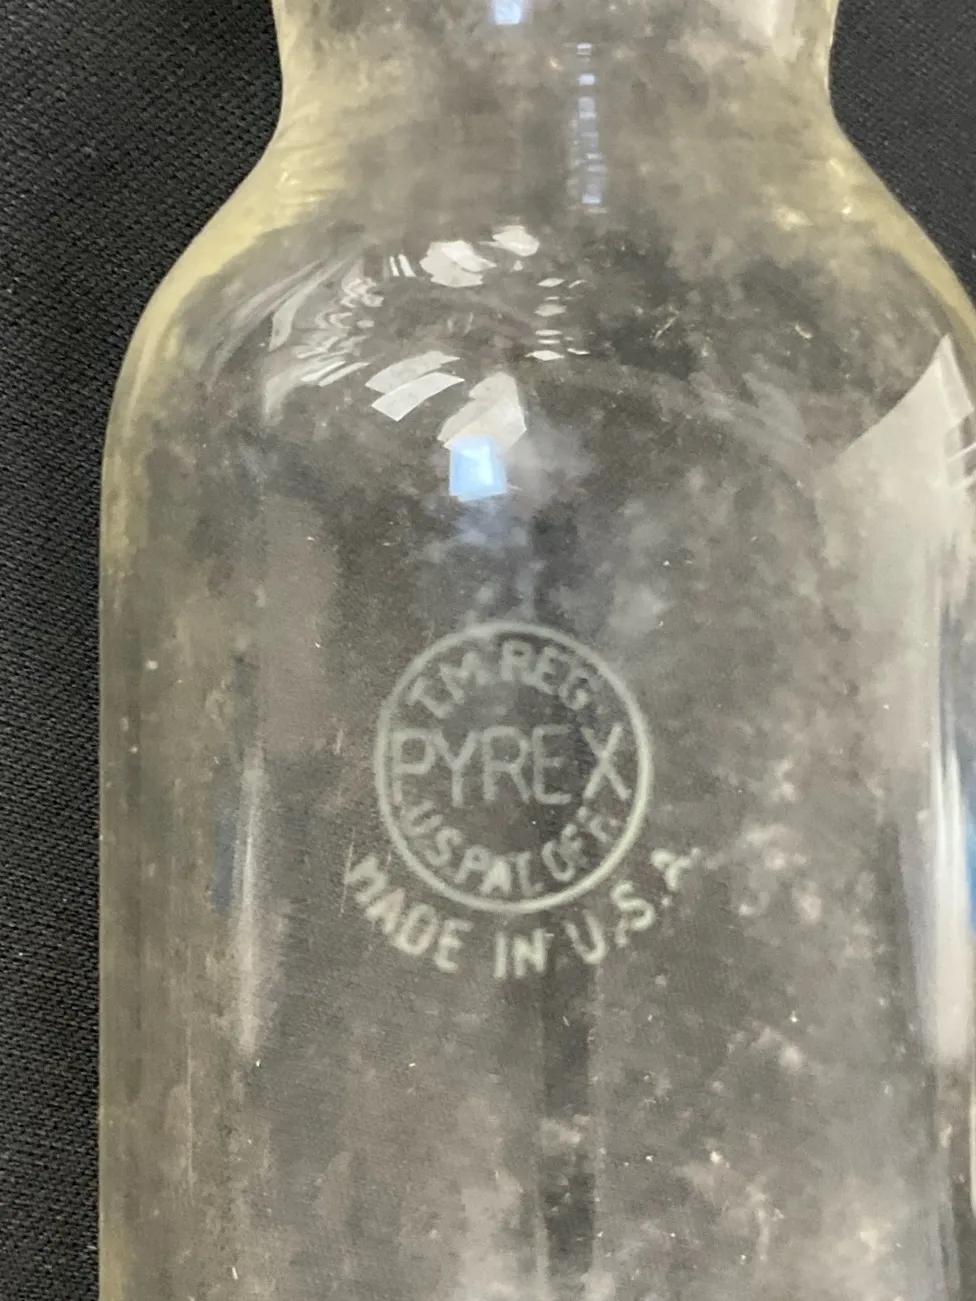 T.M. REG.
PYREX
U.S. PAT. OFF.
MADE IN U.S.A.